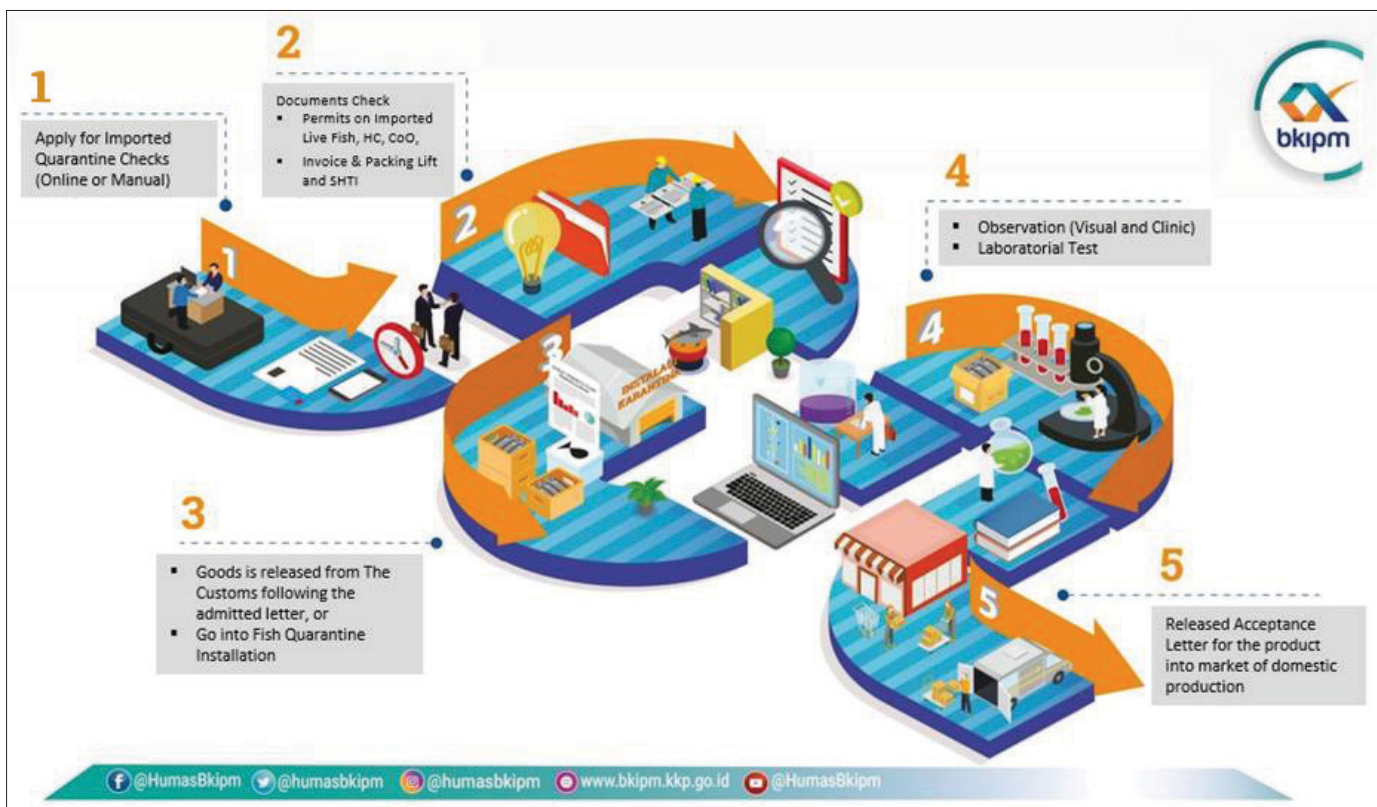 1
Apply for Imported
Quarantine Checks
(Online or Manual)
2
Documents Check
▪ Permits on Imported
Live Fish, HC, CoO,
▪ Invoice & Packing Lift
and SHTI
4
▪ Observation (Visual and Clinic)
▪ Laboratorial Test
bkipm
1
2
3
4
5
INSTALASI
KARANTINA
3
▪ Goods is released from The
Customs following the
admitted letter, or
▪ Go into Fish Quarantine
Installation
5
Released Acceptance
Letter for the product
into market of domestic
production
@HumasBkipm @humasbkipm @humasbkipm www.bkipm.kkp.go.id @HumasBkipm